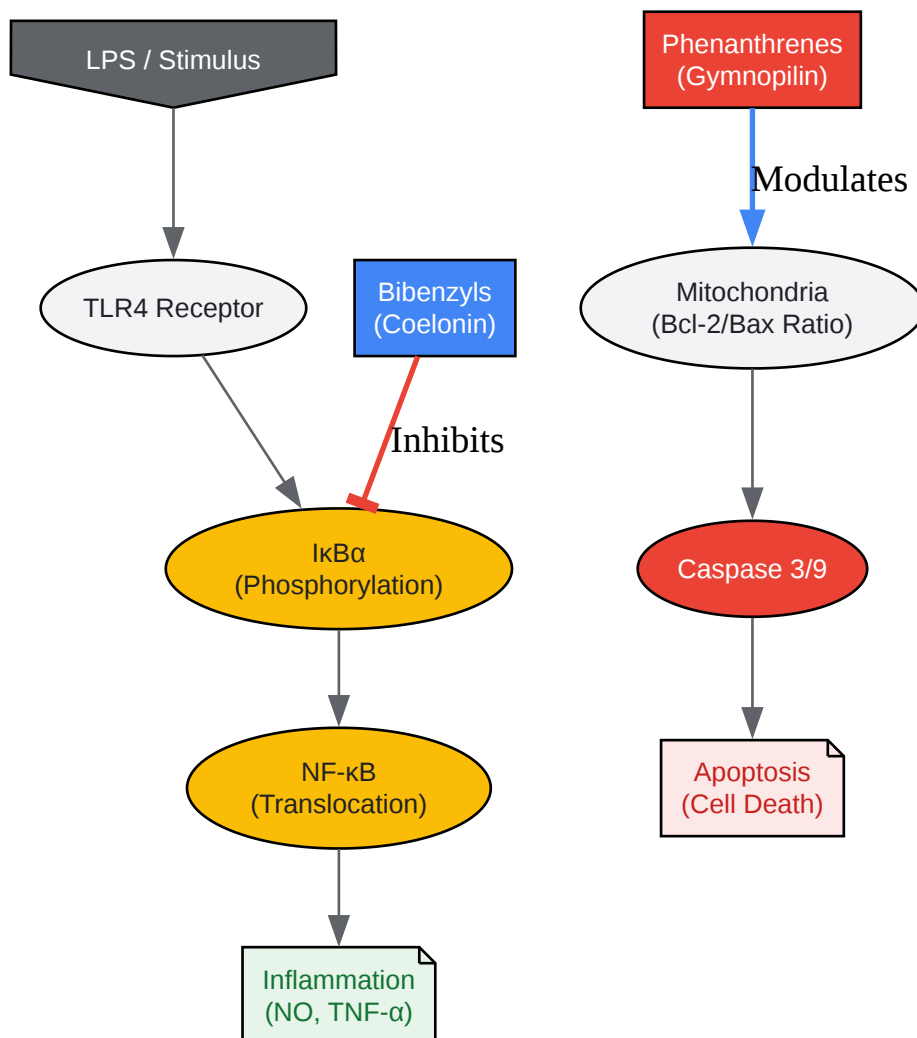 LPS / Stimulus
Phenanthrenes
(Gymnopilin)
Modulates
TLR4 Receptor
Bibenzyls
(Coelonin)
Mitochondria
(Bcl-2/Bax Ratio)
Inhibits
IκBα
(Phosphorylation)
Caspase 3/9
NF-κB
(Translocation)
Apoptosis
(Cell Death)
Inflammation
(NO, TNF-α)